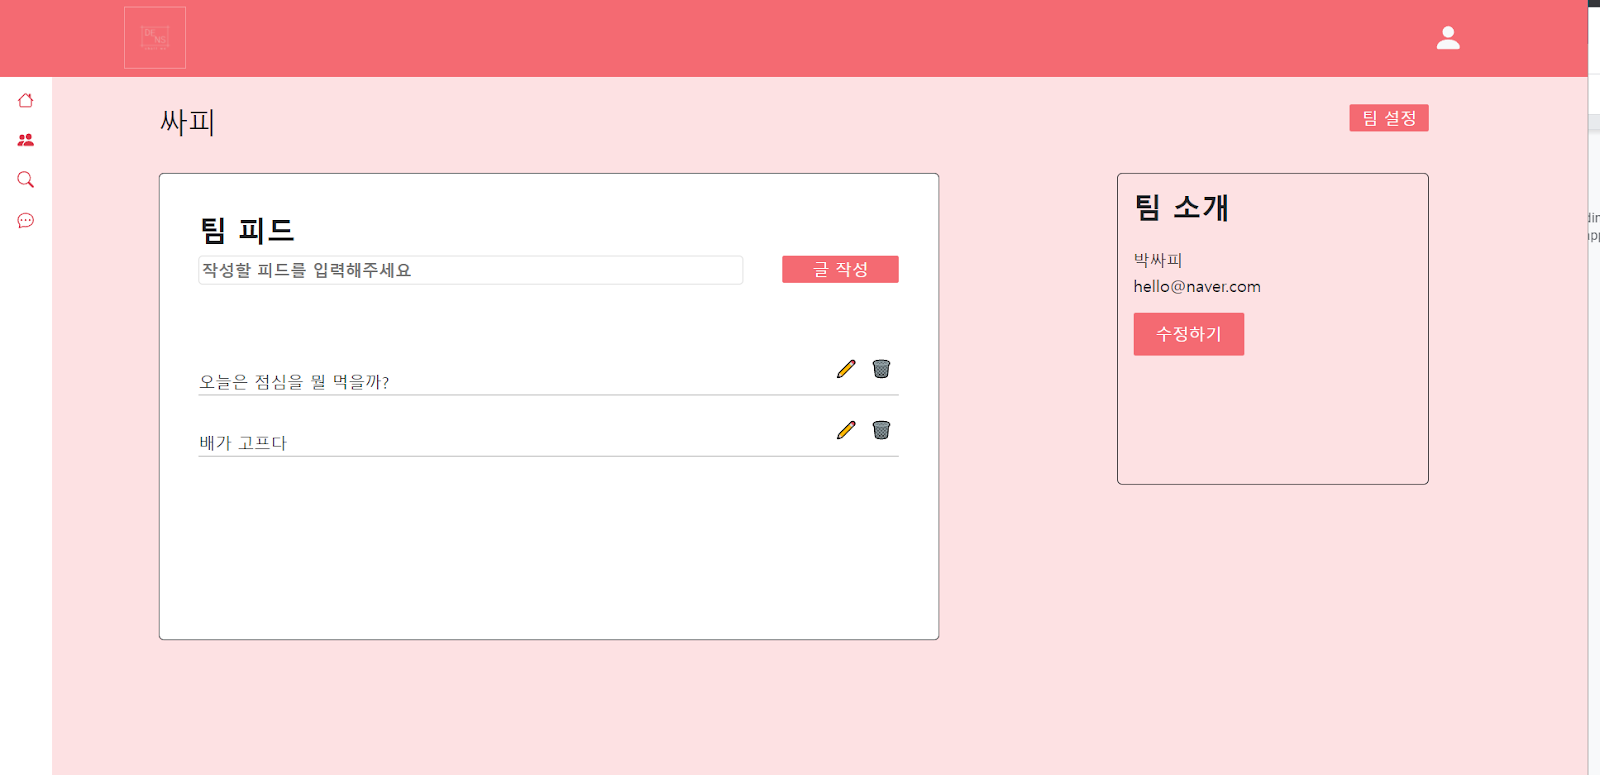 싸피
팀 설정
팀 피드
작성할 피드를 입력해주세요
글 작성
오늘은 점심을 뭘 먹을까?
배가 고프다
팀 소개
박싸피
hello@naver.com
수정하기